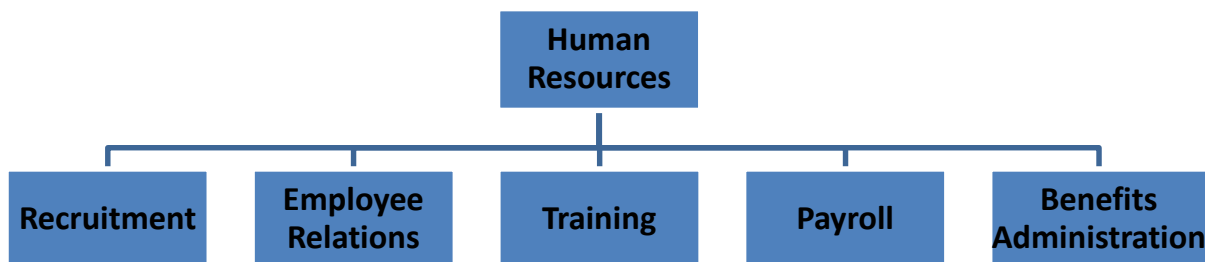 Human
Resources
Recruitment
Employee
Relations
Training
Payroll
Benefits
Administration